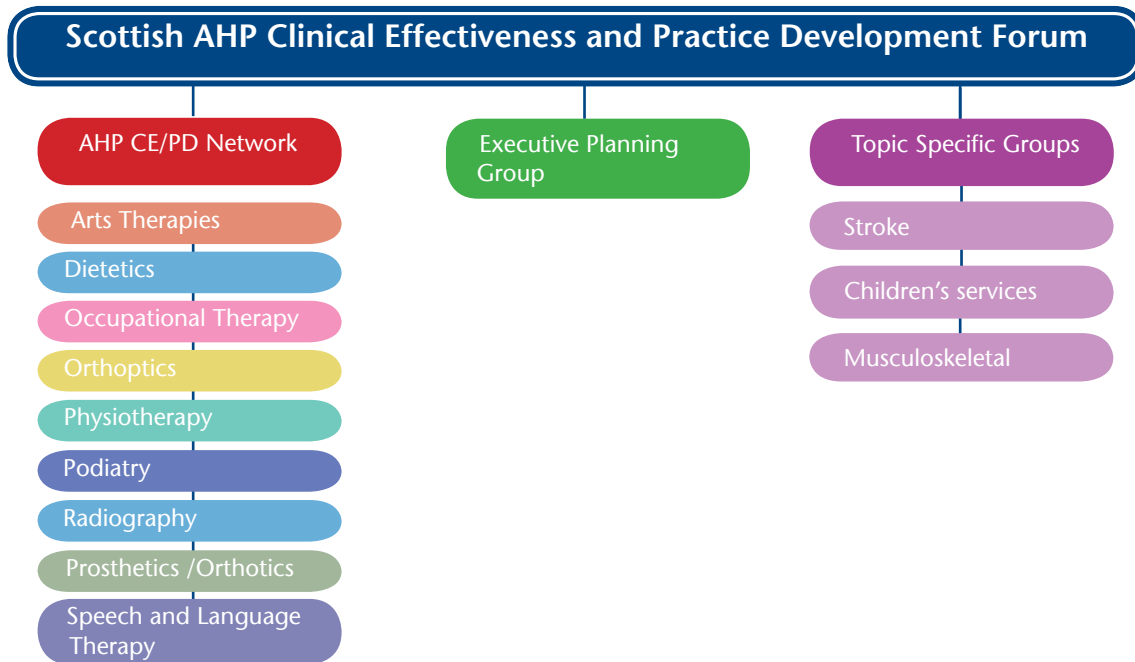 Scottish AHP Clinical Effectiveness and Practice Development Forum
AHP CE/PD Network
Arts Therapies
Dietetics
Occupational Therapy
Orthoptics
Physiotherapy
Podiatry
Radiography
Prosthetics /Orthotics
Speech and Language
Therapy
Executive Planning
Group
Topic Specific Groups
Stroke
Children’s services
Musculoskeletal